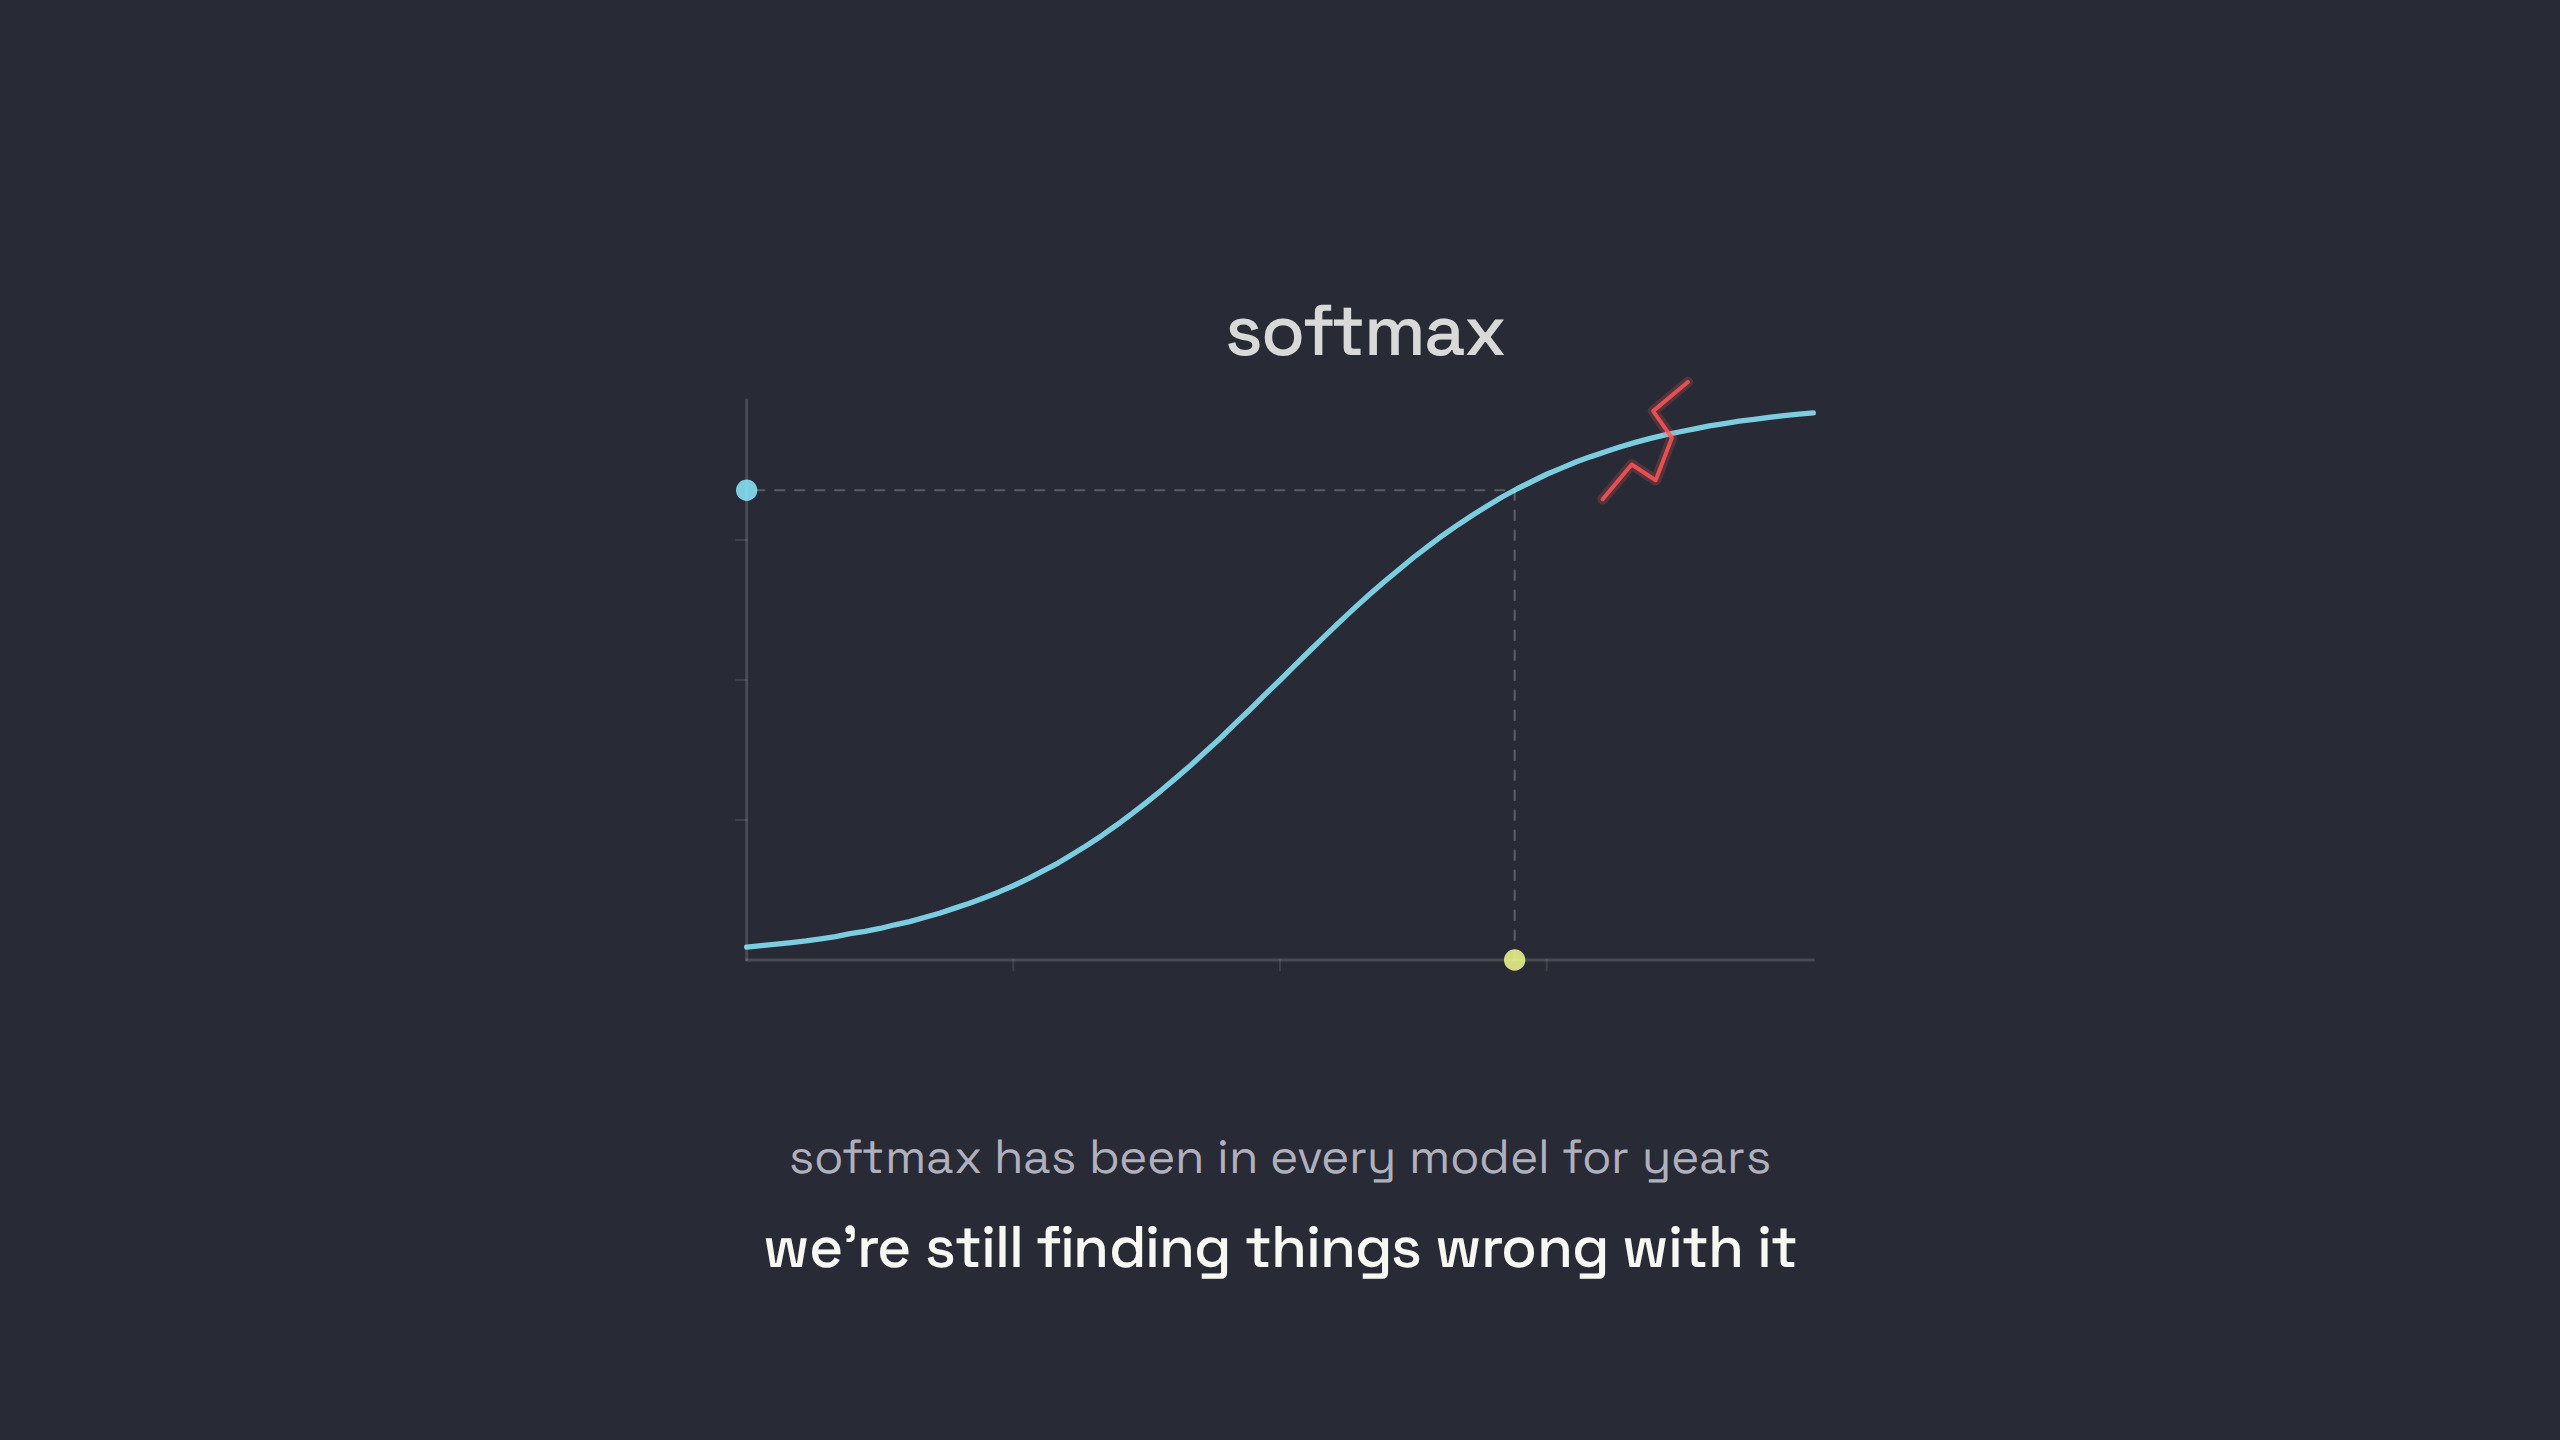 softmax
softmax has been in every model for years
we’re still finding things wrong with it